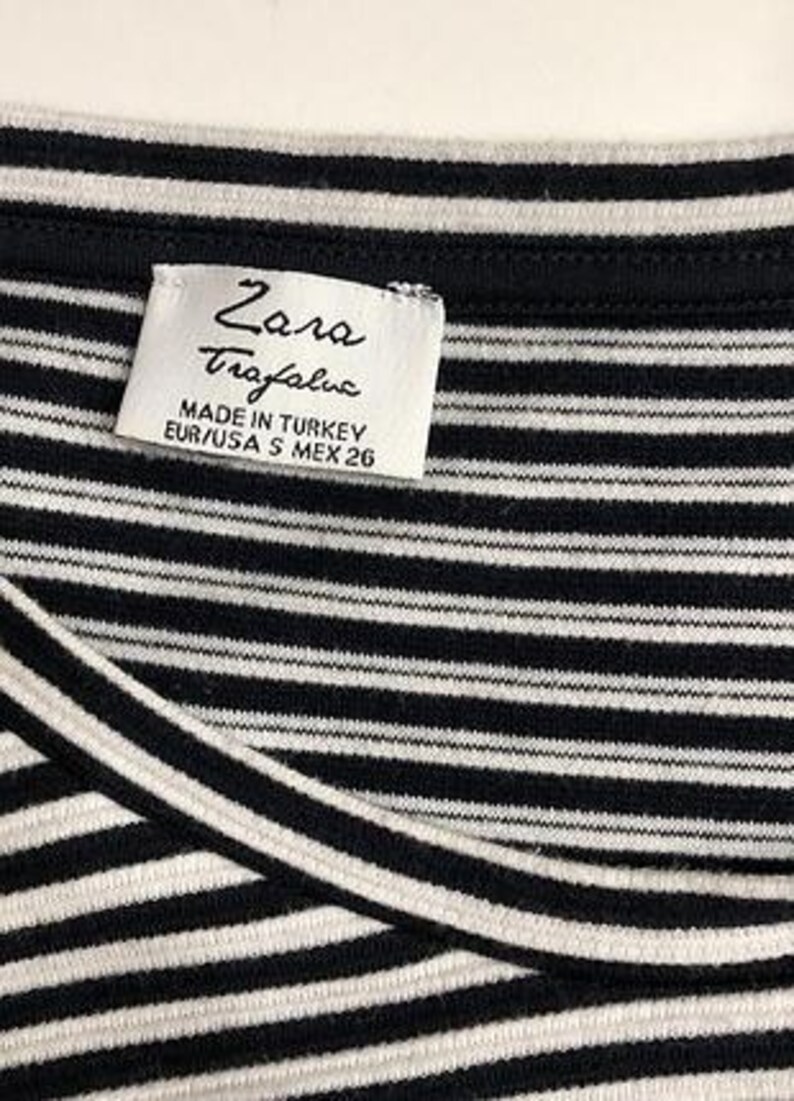 Zara
Trafaluc
MADE IN TURKEY
EUR/USA S MEX 26